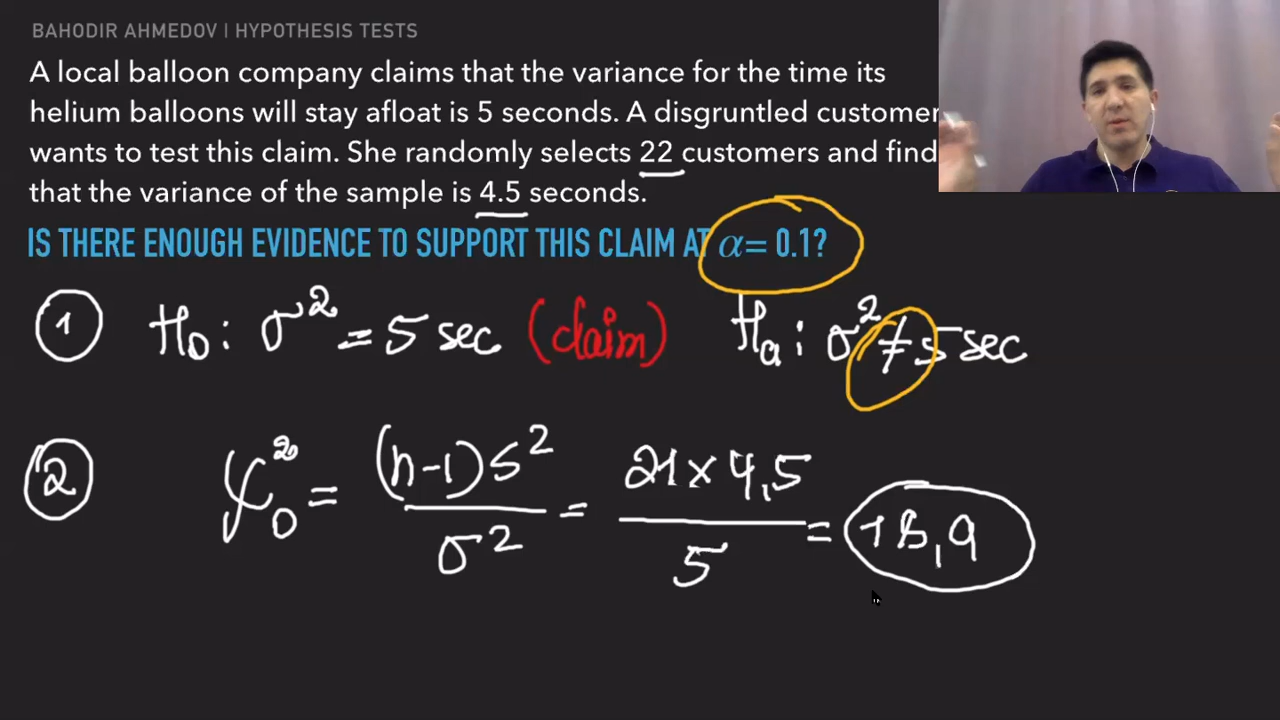 BAHODIR AHMEDOV | HYPOTHESIS TESTS
A local balloon company claims that the variance for the time its
helium balloons will stay afloat is 5 seconds. A disgruntled customer
wants to test this claim. She randomly selects 22 customers and find
that the variance of the sample is 4.5 seconds.
IS THERE ENOUGH EVIDENCE TO SUPPORT THIS CLAIM AT α= 0.1?
1 H₀: σ² = 5 sec (claim) Hₐ: σ² ≠ 5 sec
2 χ²₀ = (n-1)S² / σ² = 21 × 4,5 / 5 = 18,9